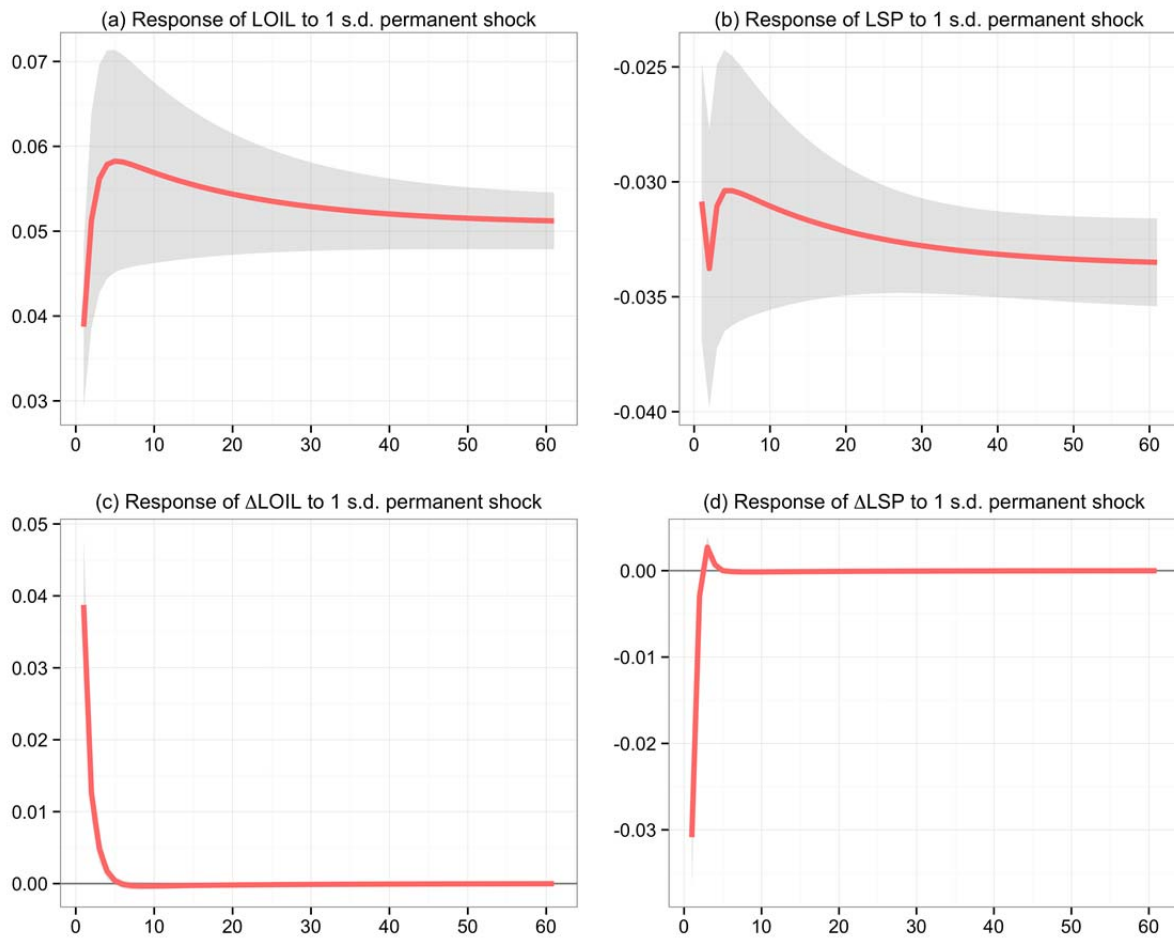 (a) Response of LOIL to 1 s.d. permanent shock
0.07
0.06
0.05
0.04
0.03
0 10 20 30 40 50 60
(b) Response of LSP to 1 s.d. permanent shock
-0.025
-0.030
-0.035
-0.040
0 10 20 30 40 50 60
(c) Response of ΔLOIL to 1 s.d. permanent shock
0.05
0.04
0.03
0.02
0.01
0.00
0 10 20 30 40 50 60
(d) Response of ΔLSP to 1 s.d. permanent shock
0.00
-0.01
-0.02
-0.03
0 10 20 30 40 50 60